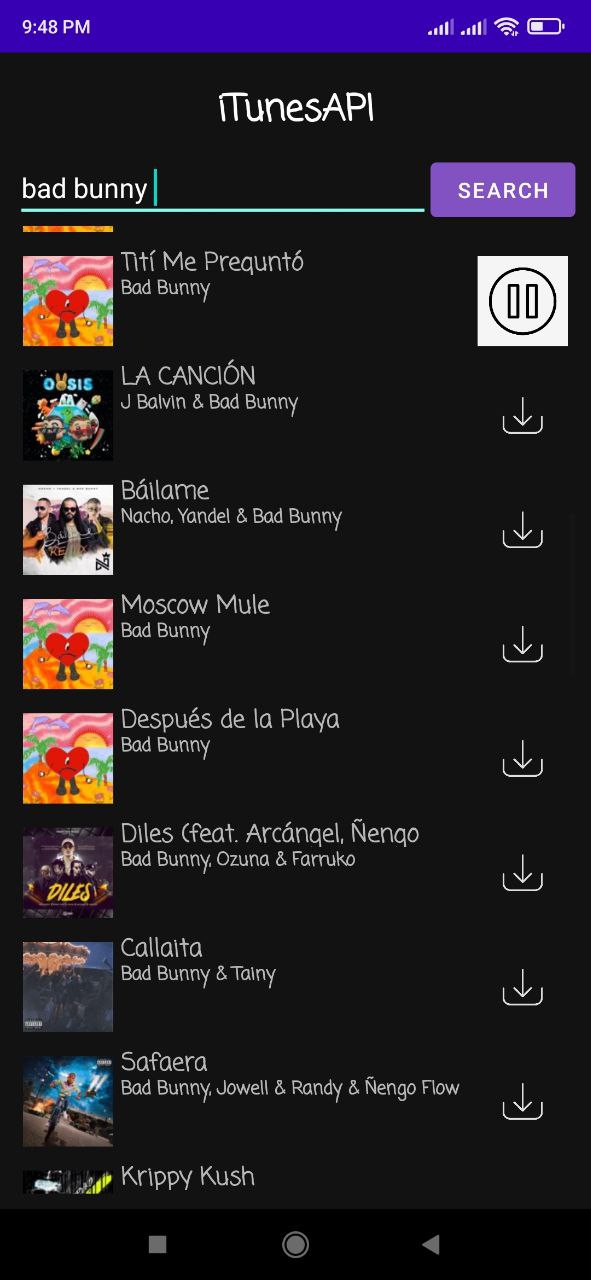 9:48 PM
iTunesAPI
bad bunny
SEARCH
Tití Me Preguntó
Bad Bunny
LA CANCIÓN
J Balvin & Bad Bunny
OASIS
Báilame
Nacho, Yandel & Bad Bunny
Moscow Mule
Bad Bunny
Después de la Playa
Bad Bunny
Diles (feat. Arcángel, Ñengo
Bad Bunny, Ozuna & Farruko
DILES
Callaita
Bad Bunny & Tainy
Safaera
Bad Bunny, Jowell & Randy & Ñengo Flow
Krippy Kush